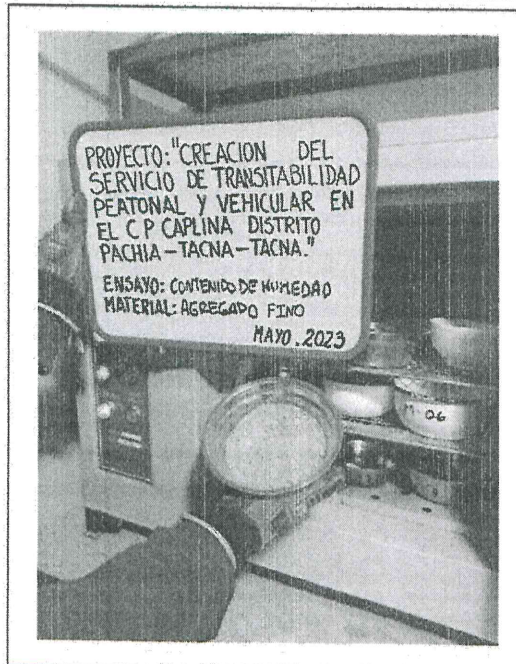 PROYECTO: "CREACION DEL
SERVICIO DE TRANSITABILIDAD
PEATONAL Y VEHICULAR EN
EL C P CAPLINA DISTRITO
PACHIA-TACNA-TACNA."
ENSAYO: CONTENIDO DE HUMEDAD
MATERIAL: AGREGADO FINO
MAYO. 2023
M-06